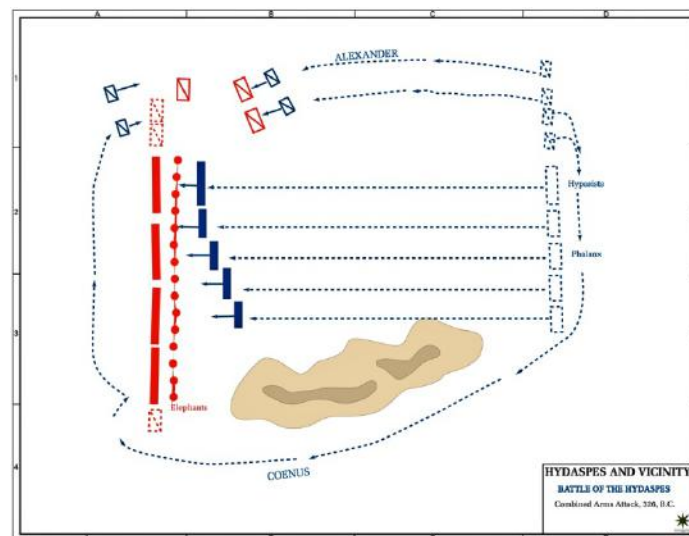 A B C D
1
ALEXANDER
Hypasists
2
Phalanx
3
Elephants
4
COENUS
HYDASPES AND VICINITY
BATTLE OF THE HYDASPES
Combined Arms Attack, 326, B.C.